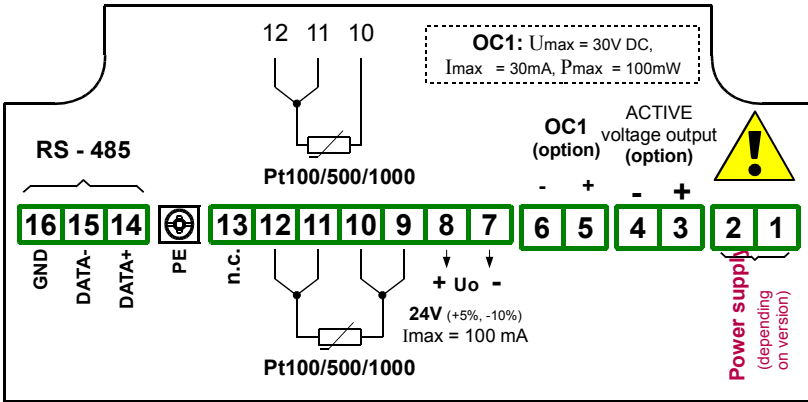 12 11 10
OC1: Umax = 30V DC,
Imax = 30mA, Pmax = 100mW
Pt100/500/1000
RS - 485
OC1
(option)
- +
ACTIVE
voltage output
(option)
- +
!
16 15 14 13 12 11 10 9 8 7 6 5 4 3 2 1
GND
DATA-
DATA+
PE
n.c.
+ Uo -
24V (+5%, -10%)
Imax = 100 mA
Pt100/500/1000
Power supply
(depending
on version)